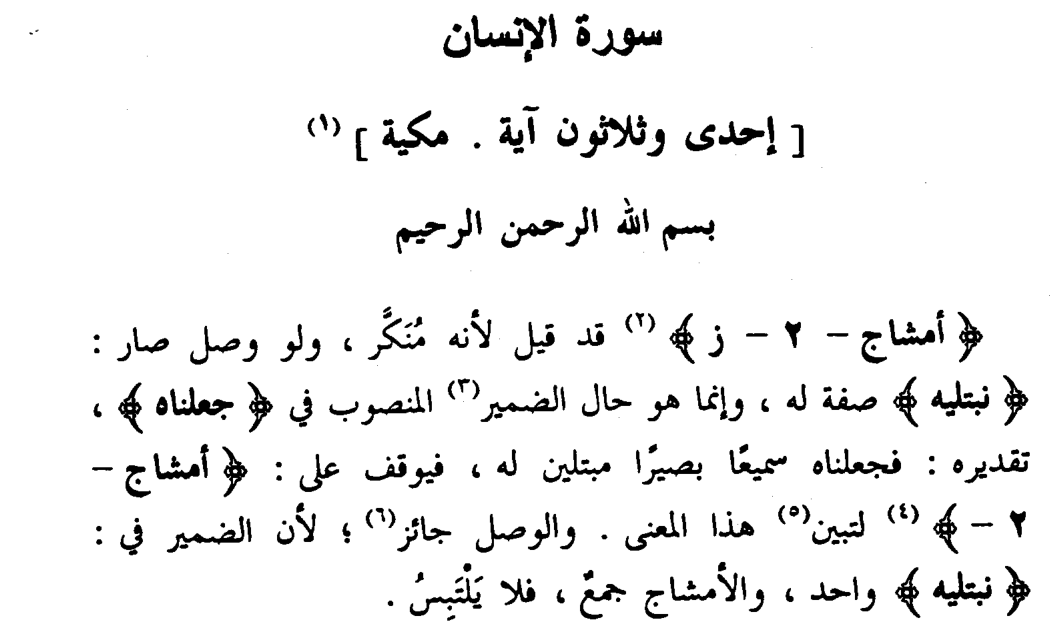 سورة الإنسان
[ إحدى وثلاثون آية . مكية ] (١)
بسم الله الرحمن الرحيم
﴿ أمشاج – ٢ – ز ﴾ (٢) قد قيل لأنه مُنَكَّر ، ولو وصل صار :
﴿ نبتليه ﴾ صفة له ، وإنما هو حال الضمير(٣) المنصوب في ﴿ جعلناه ﴾ ،
تقديره : فجعلناه سميعًا بصيرًا مبتلين له ، فيوقف على : ﴿ أمشاج –
٢ – ﴾ (٤) لتبين(٥) هذا المعنى . والوصل جائز(٦) ؛ لأن الضمير في :
﴿ نبتليه ﴾ واحد ، والأمشاج جمعٌ ، فلا يَلْتَبِسُ .